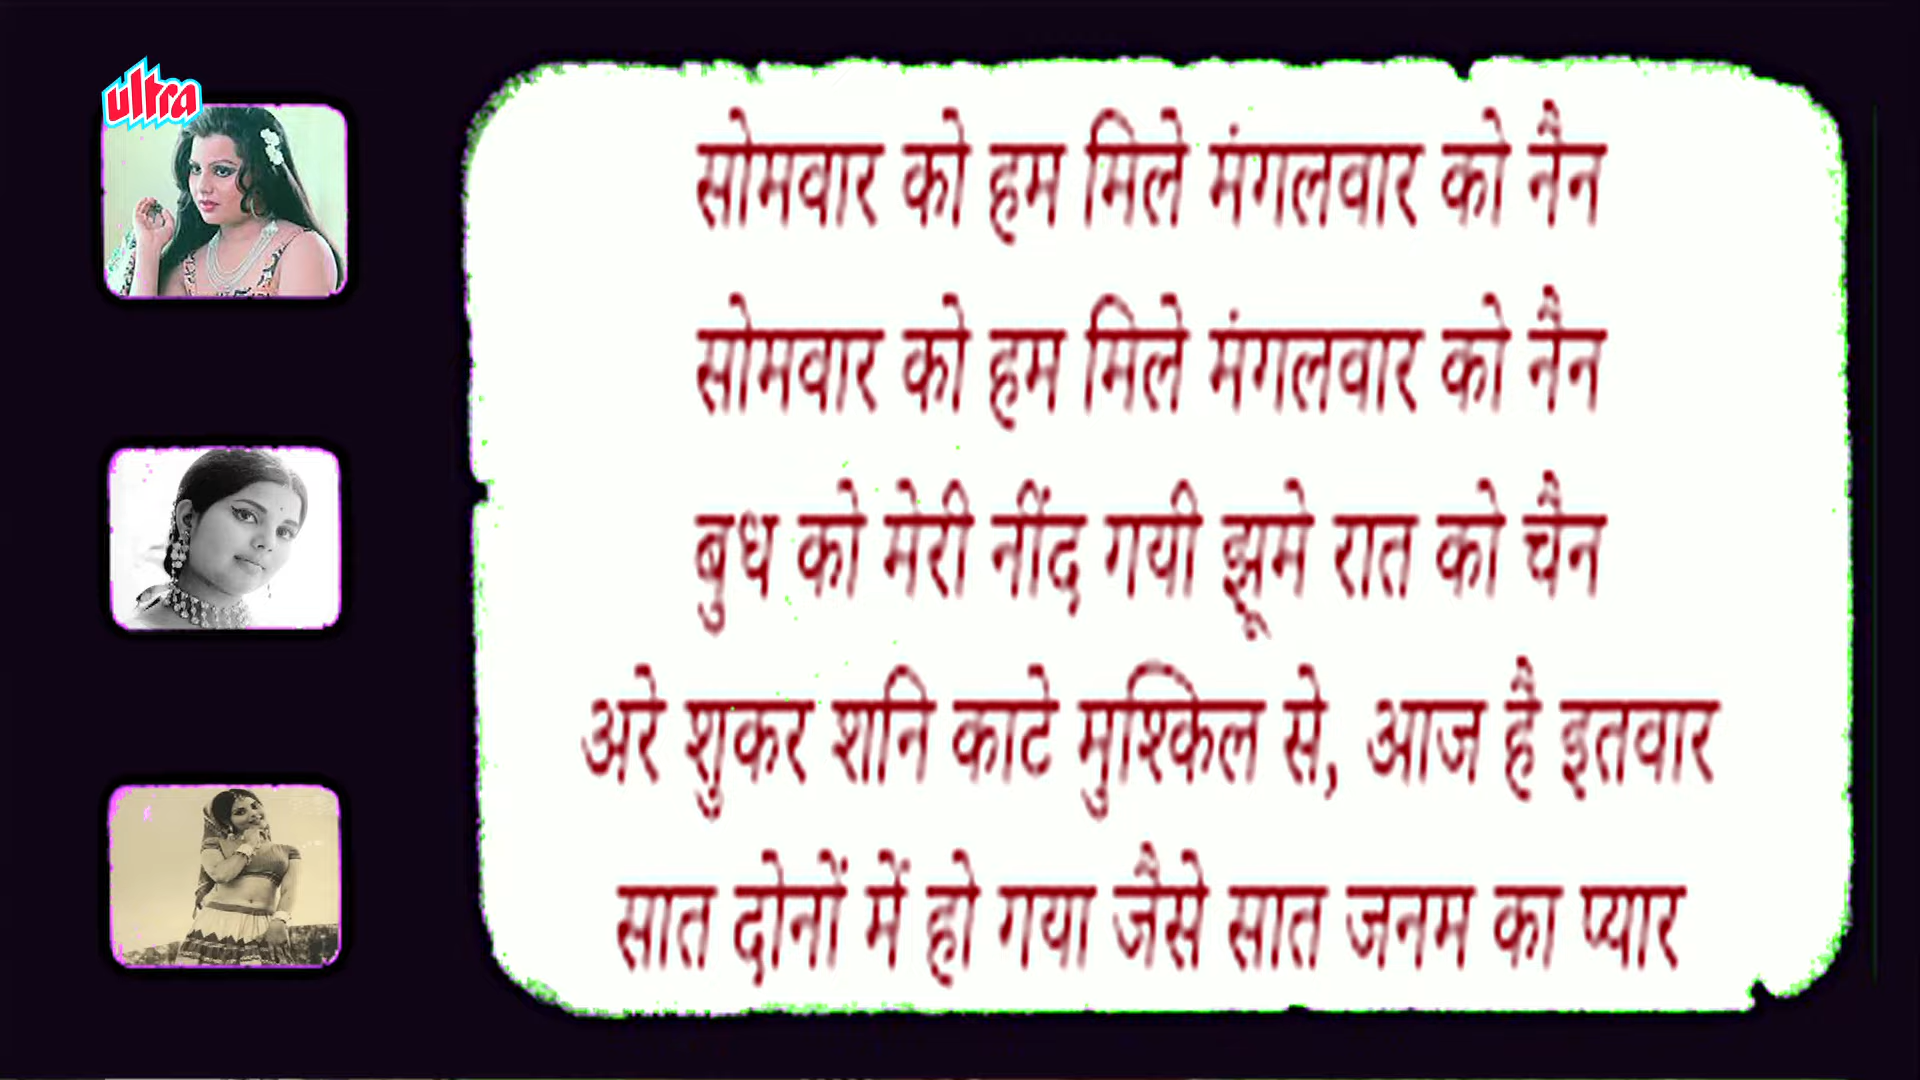 ultra
सोमवार को हम मिले मंगलवार को नैन
सोमवार को हम मिले मंगलवार को नैन
बुध को मेरी नींद गयी झूमे रात को चैन
अरे शुकर शनि काटे मुश्किल से, आज है इतवार
सात दोनों में हो गया जैसे सात जनम का प्यार